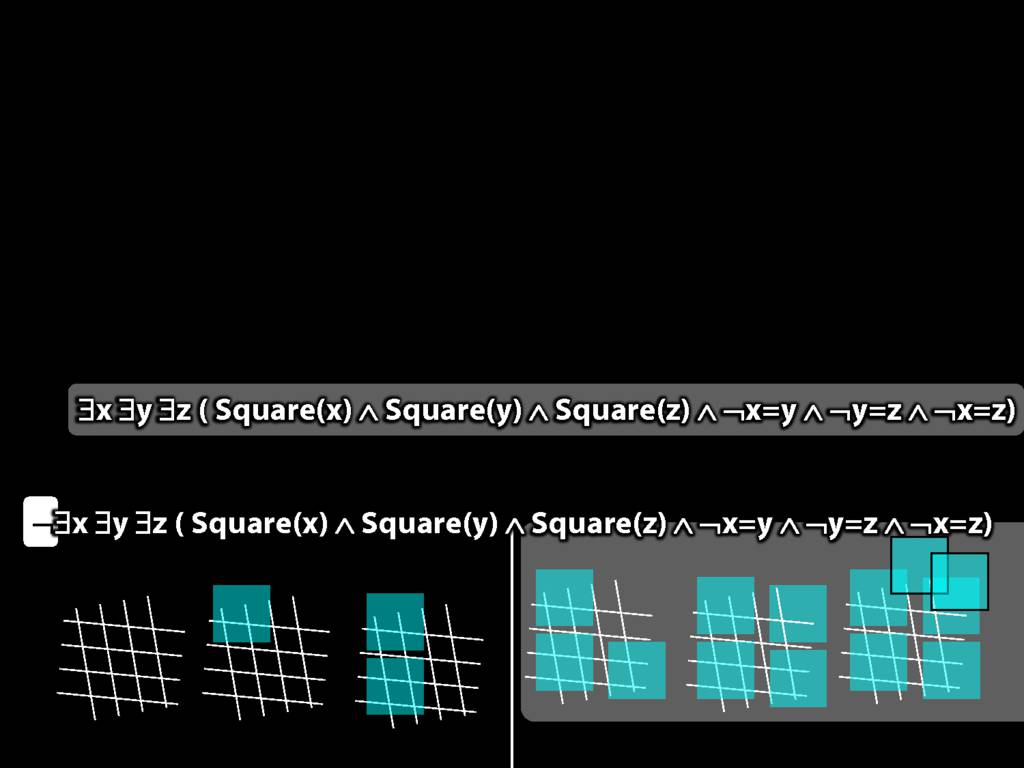 ∃x ∃y ∃z ( Square(x) ∧ Square(y) ∧ Square(z) ∧ ¬x=y ∧ ¬y=z ∧ ¬x=z)
¬∃x ∃y ∃z ( Square(x) ∧ Square(y) ∧ Square(z) ∧ ¬x=y ∧ ¬y=z ∧ ¬x=z)